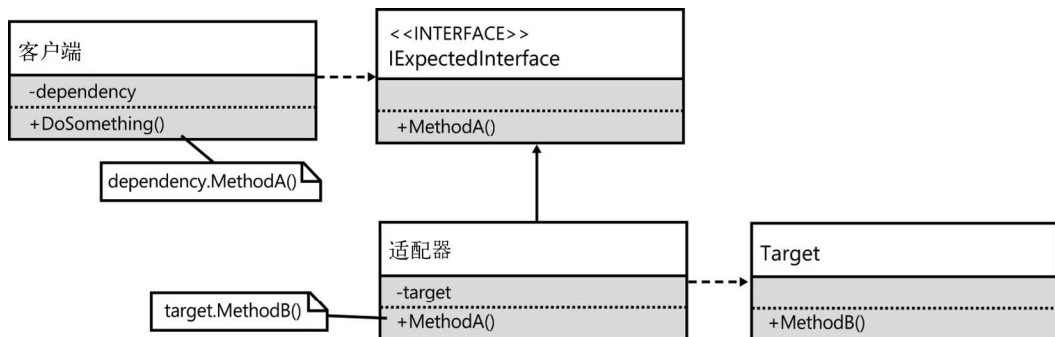 客户端
-dependency
+DoSomething()
dependency.MethodA()
<<INTERFACE>>
IExpectedInterface
+MethodA()
适配器
-target
+MethodA()
target.MethodB()
Target
+MethodB()